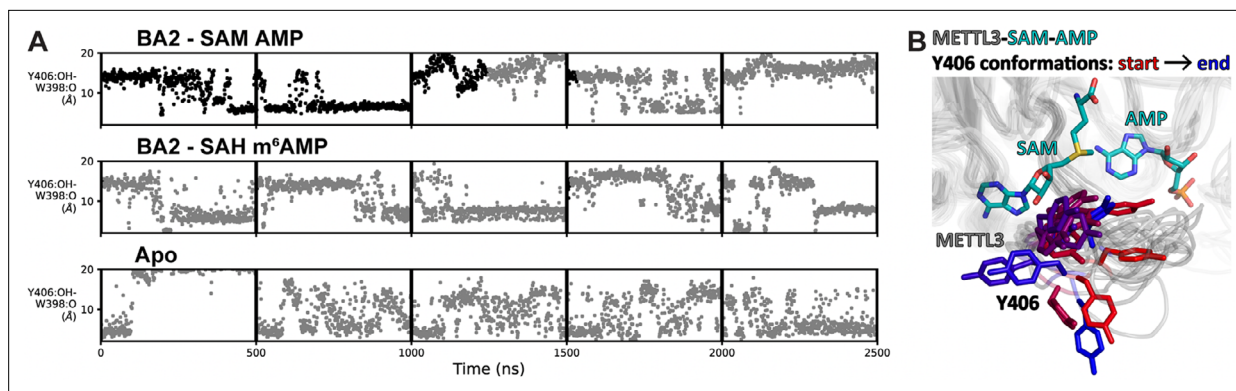 A
BA2 - SAM AMP
20
Y406:OH-
W398:O
(Å)
10
BA2 - SAH m⁶AMP
20
Y406:OH-
W398:O
(Å)
10
Apo
20
Y406:OH-
W398:O
(Å)
10
0 500 1000 1500 2000 2500
Time (ns)
B
METTL3-SAM-AMP
Y406 conformations: start → end
AMP
SAM
METTL3
Y406